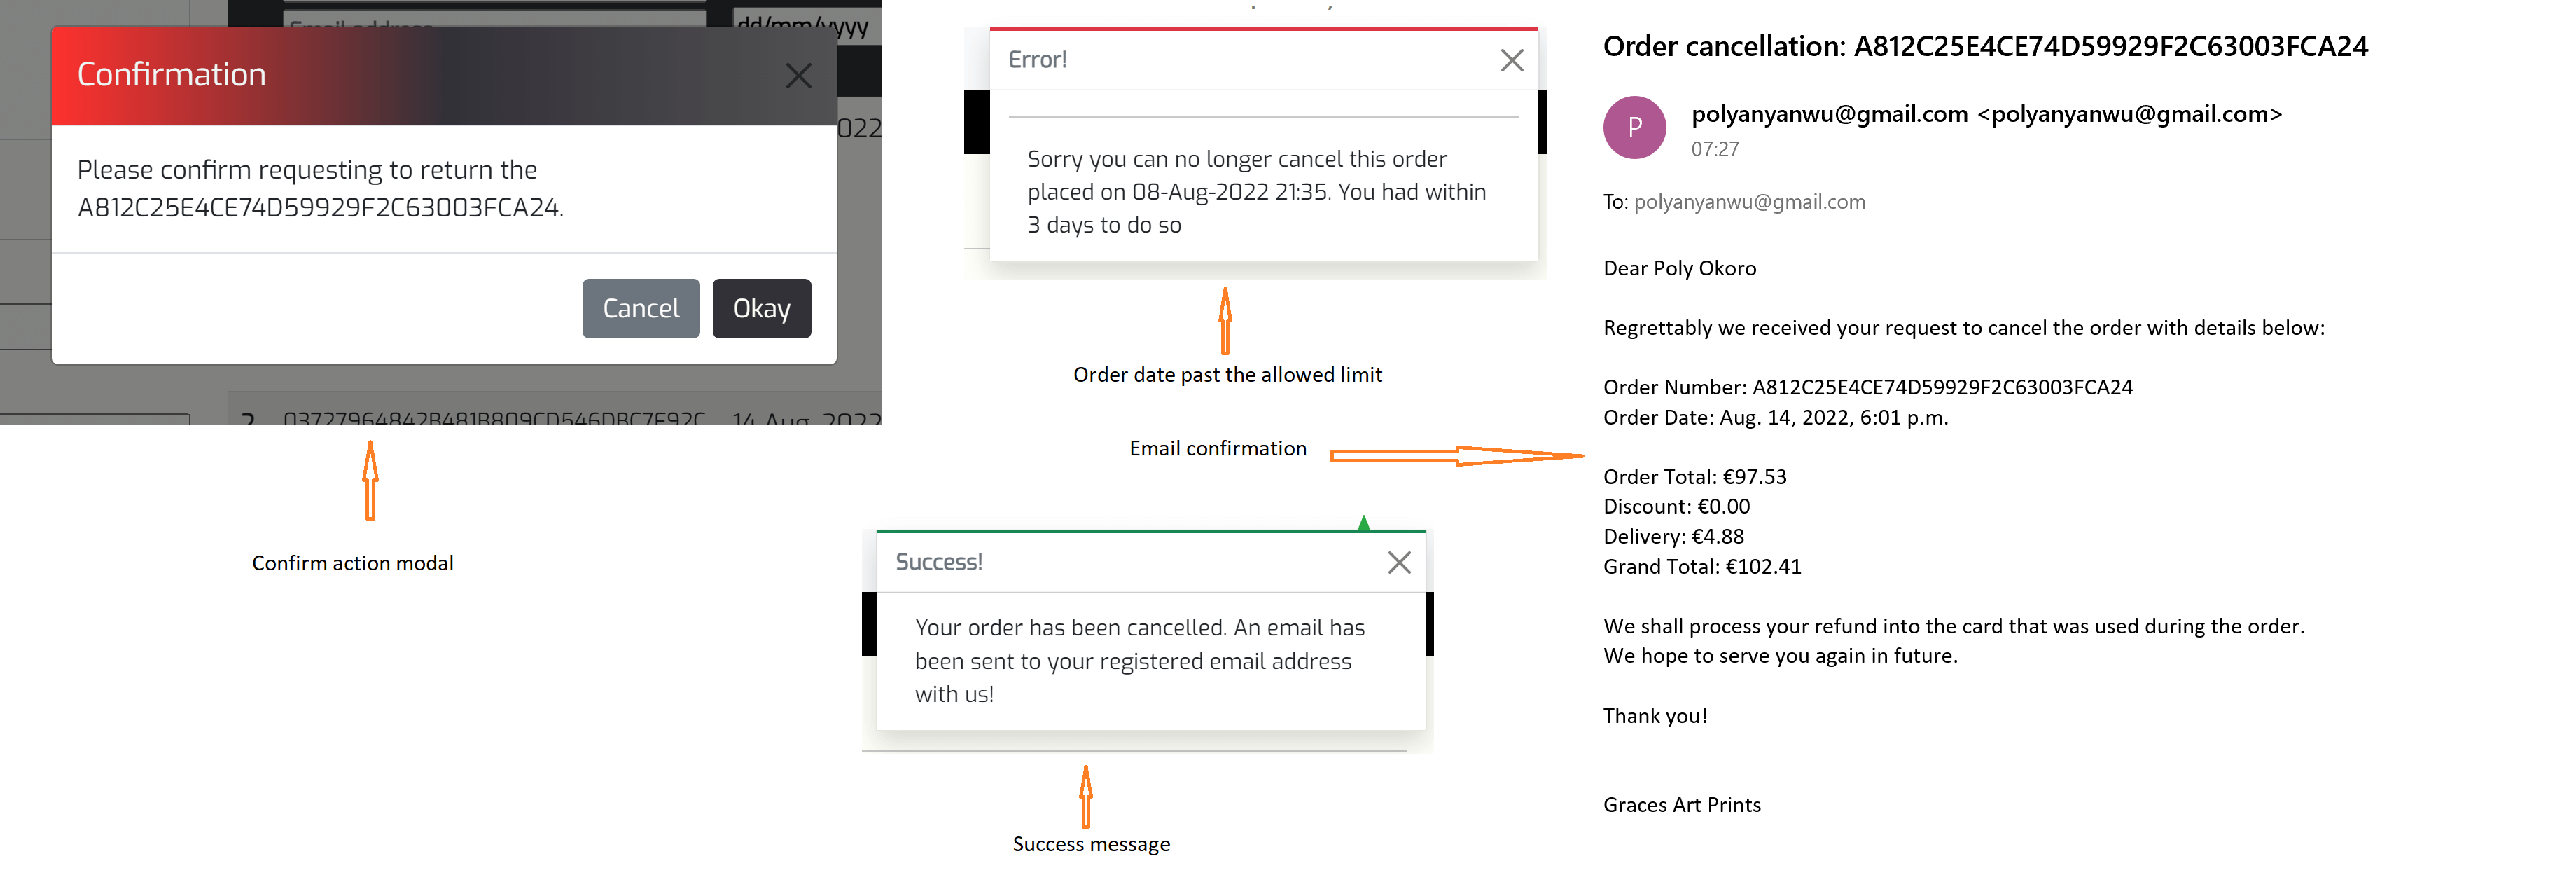 Email address
dd/mm/yyyy
Confirmation
022
Please confirm requesting to return the
A812C25E4CE74D59929F2C63003FCA24.
Cancel
Okay
2 03727964842B481B809CD546DBC7E92C 14 Aug, 2022
Confirm action modal
Error!
Sorry you can no longer cancel this order
placed on 08-Aug-2022 21:35. You had within
3 days to do so
Order date past the allowed limit
Email confirmation
Success!
Your order has been cancelled. An email has
been sent to your registered email address
with us!
Success message
Order cancellation: A812C25E4CE74D59929F2C63003FCA24
P
polyanyanwu@gmail.com <polyanyanwu@gmail.com>
07:27
To: polyanyanwu@gmail.com
Dear Poly Okoro
Regrettably we received your request to cancel the order with details below:
Order Number: A812C25E4CE74D59929F2C63003FCA24
Order Date: Aug. 14, 2022, 6:01 p.m.
Order Total: €97.53
Discount: €0.00
Delivery: €4.88
Grand Total: €102.41
We shall process your refund into the card that was used during the order.
We hope to serve you again in future.
Thank you!
Graces Art Prints